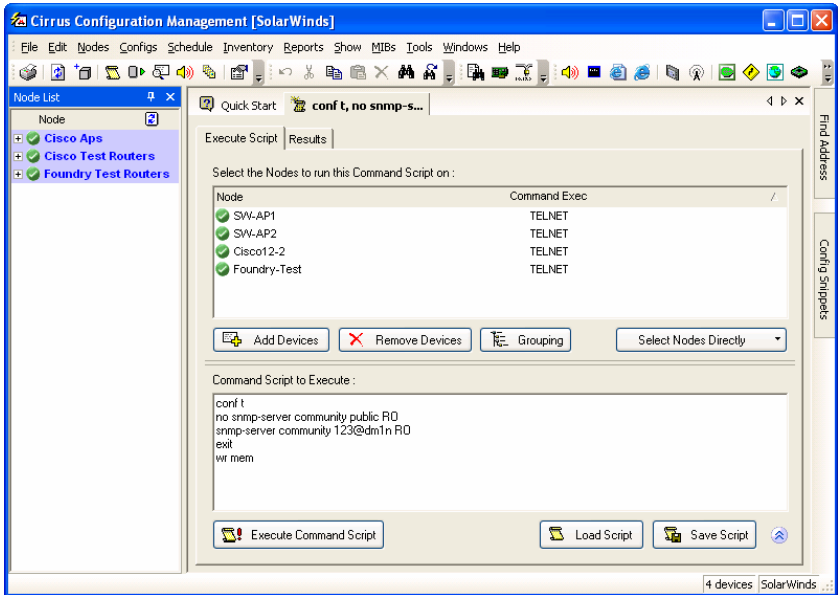 Cirrus Configuration Management [SolarWinds]
File Edit Nodes Configs Schedule Inventory Reports Show MIBs Tools Windows Help
Node List
Node
Cisco Aps
Cisco Test Routers
Foundry Test Routers
Quick Start conf t, no snmp-s...
Execute Script Results
Select the Nodes to run this Command Script on :
Node Command Exec
SW-AP1 TELNET
SW-AP2 TELNET
Cisco12-2 TELNET
Foundry-Test TELNET
Add Devices Remove Devices Grouping Select Nodes Directly
Command Script to Execute :
conf t
no snmp-server community public RO
snmp-server community 123@dm1n RO
exit
wr mem
Execute Command Script Load Script Save Script
Find Address
Config Snippets
4 devices SolarWinds